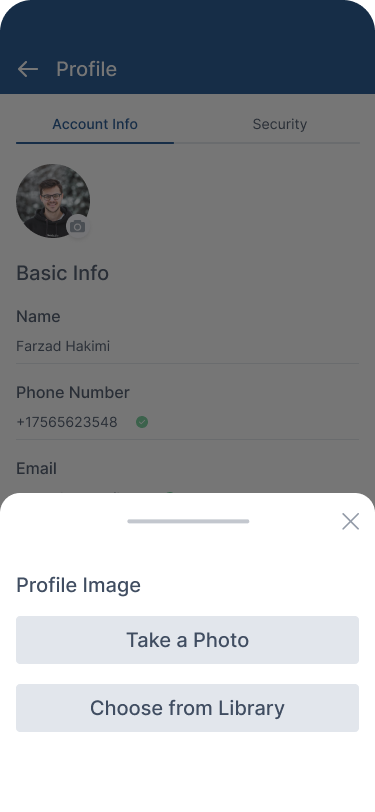 Profile
Account Info
Security
Basic Info
Name
Farzad Hakimi
Phone Number
+17565623548
Email
Profile Image
Take a Photo
Choose from Library